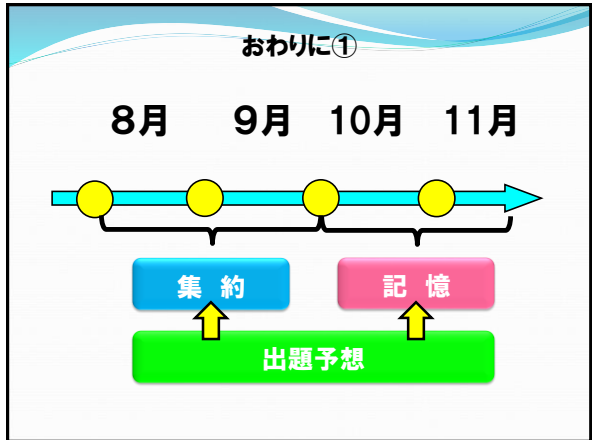 おわりに①
８月　９月　10月　11月
集 約
記 憶
出題予想